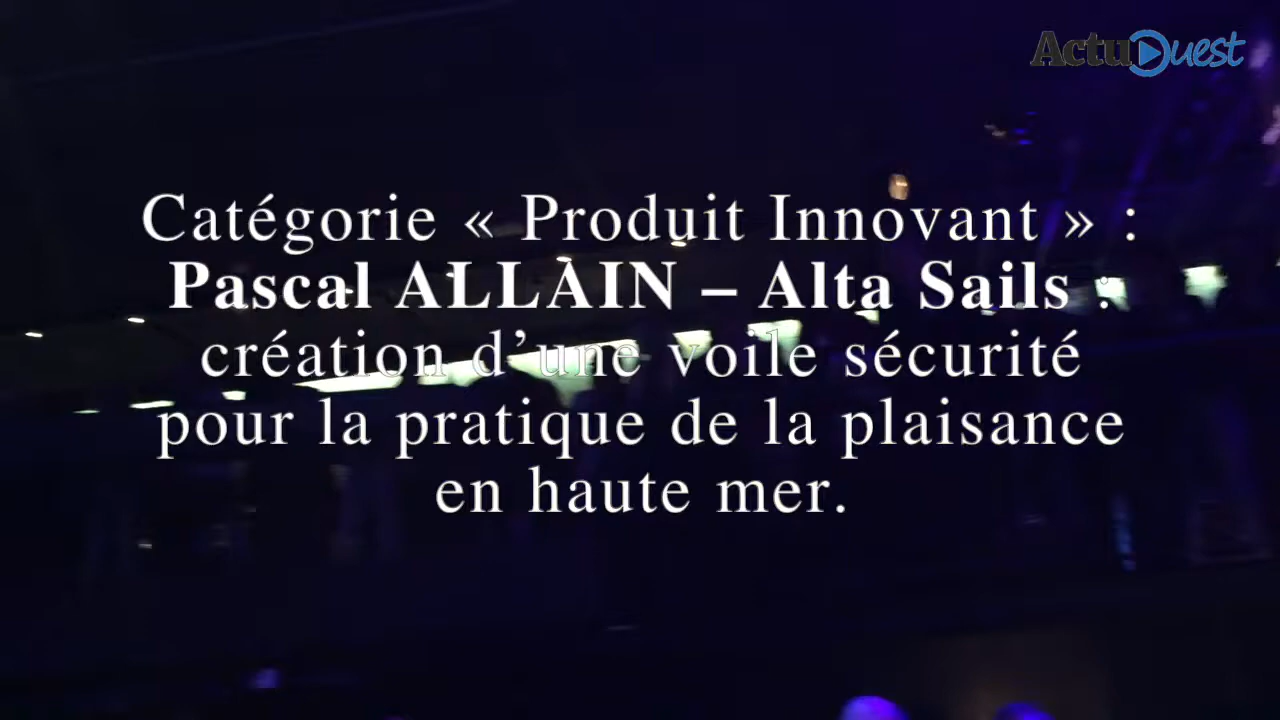 ActuOuest
Catégorie « Produit Innovant » :
Pascal ALLAIN – Alta Sails :
création d’une voile sécurité
pour la pratique de la plaisance
en haute mer.